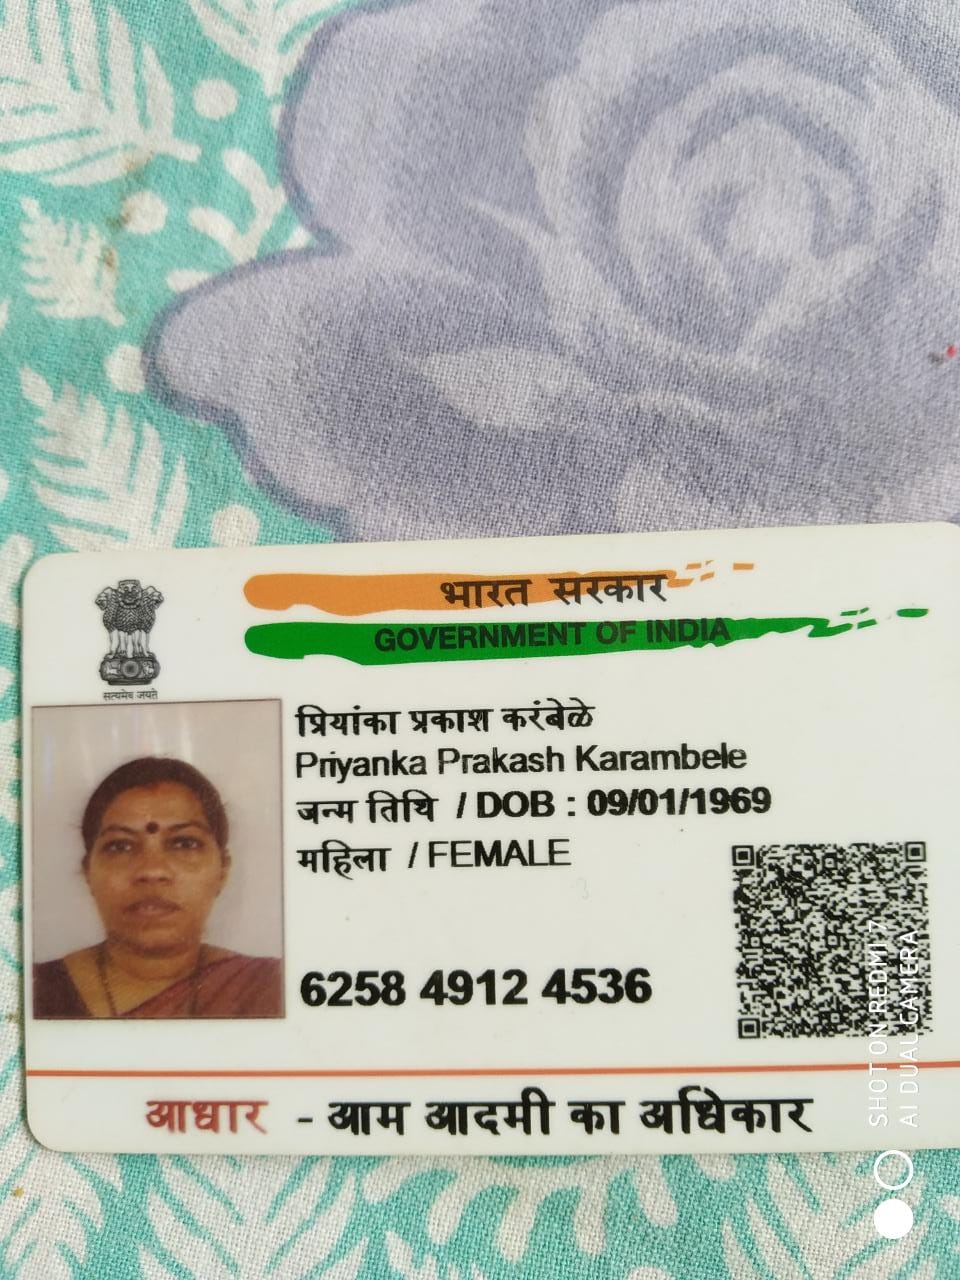 भारत सरकार
GOVERNMENT OF INDIA
सत्यमेव जयते
प्रियांका प्रकाश करंबेळे
Priyanka Prakash Karambele
जन्म तिथि / DOB : 09/01/1969
महिला / FEMALE
6258 4912 4536
आधार - आम आदमी का अधिकार
SHOT ON REDMI 7
AI DUAL CAMERA